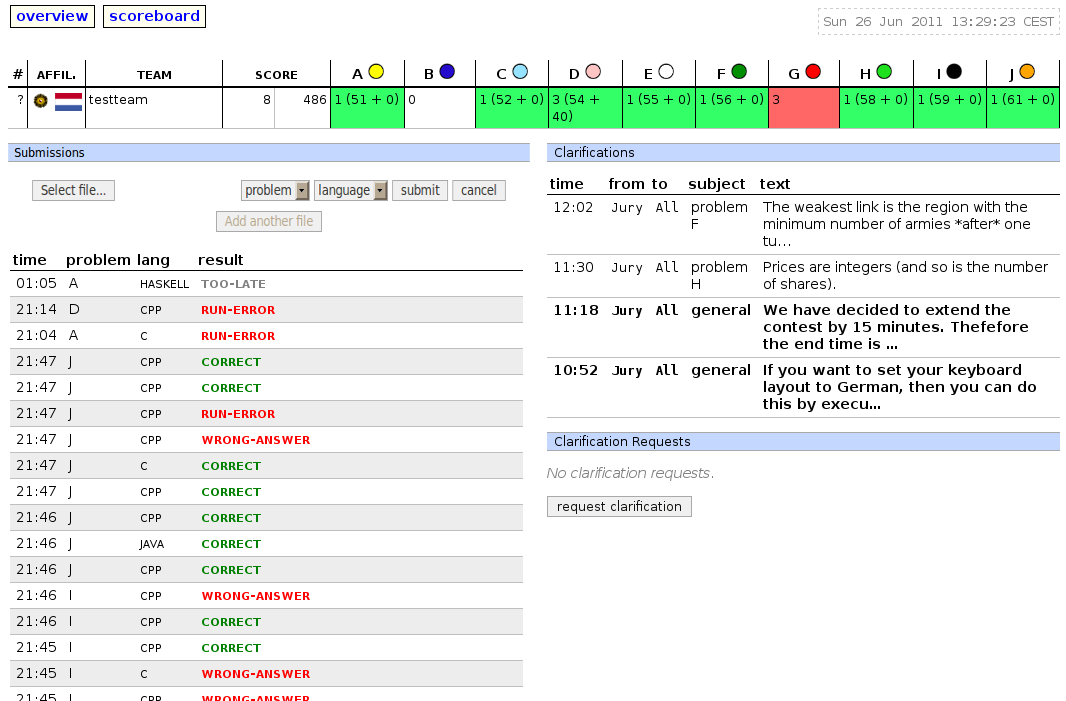 overview scoreboard
Sun 26 Jun 2011 13:29:23 CEST
# AFFIL. TEAM SCORE A B C D E F G H I J
? testteam 8 486 1 (51 + 0) 0 1 (52 + 0) 3 (54 + 1 (55 + 0) 1 (56 + 0) 3 1 (58 + 0) 1 (59 + 0) 1 (61 + 0)
40)
Submissions
Select file... problem language submit cancel
Add another file
time problem lang result
01:05 A HASKELL TOO-LATE
21:14 D CPP RUN-ERROR
21:04 A C RUN-ERROR
21:47 J CPP CORRECT
21:47 J CPP CORRECT
21:47 J CPP RUN-ERROR
21:47 J CPP WRONG-ANSWER
21:47 J C CORRECT
21:47 J CPP CORRECT
21:46 J CPP CORRECT
21:46 J JAVA CORRECT
21:46 J CPP CORRECT
21:46 I CPP WRONG-ANSWER
21:46 I CPP CORRECT
21:45 I CPP CORRECT
21:45 I C WRONG-ANSWER
21:45 I CPP WRONG-ANSWER
Clarifications
time from to subject text
12:02 Jury All problem The weakest link is the region with the
F minimum number of armies *after* one
tu...
11:30 Jury All problem Prices are integers (and so is the number
H of shares).
11:18 Jury All general We have decided to extend the
contest by 15 minutes. Thefefore
the end time is ...
10:52 Jury All general If you want to set your keyboard
layout to German, then you can do
this by execu...
Clarification Requests
No clarification requests.
request clarification